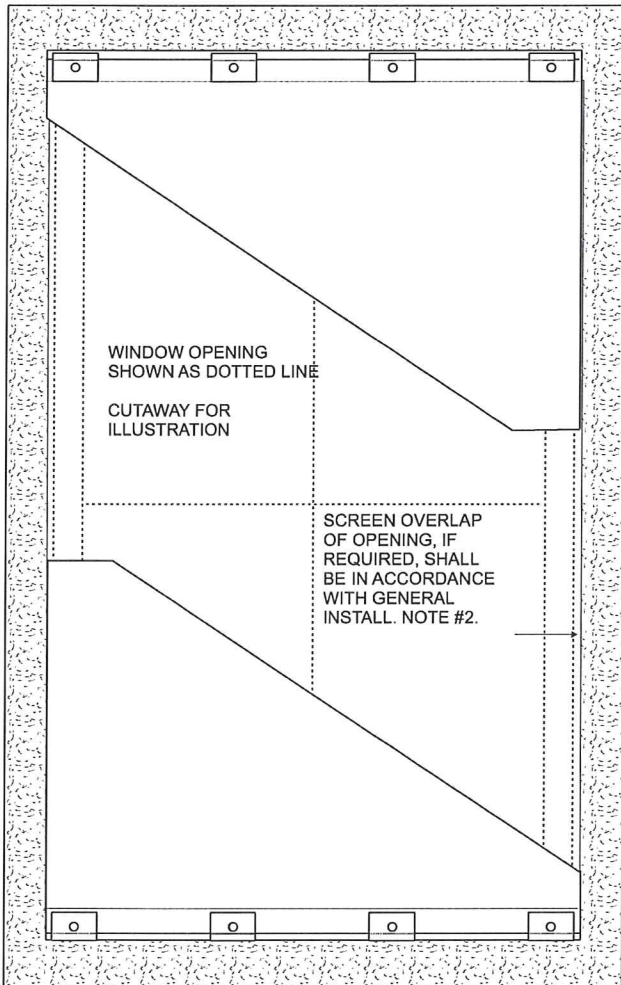 WINDOW OPENING
SHOWN AS DOTTED LINE
CUTAWAY FOR
ILLUSTRATION
SCREEN OVERLAP
OF OPENING, IF
REQUIRED, SHALL
BE IN ACCORDANCE
WITH GENERAL
INSTALL. NOTE #2.